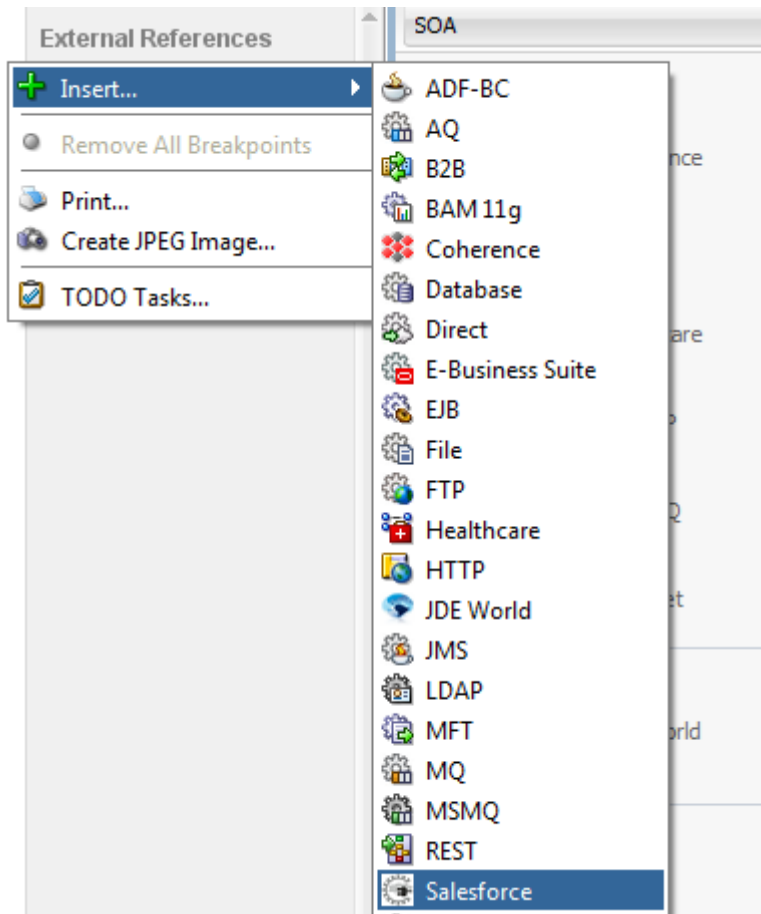 External References
SOA
Insert...
Remove All Breakpoints
Print...
Create JPEG Image...
TODO Tasks...
ADF-BC
AQ
B2B
BAM 11g
Coherence
Database
Direct
E-Business Suite
EJB
File
FTP
Healthcare
HTTP
JDE World
JMS
LDAP
MFT
MQ
MSMQ
REST
Salesforce